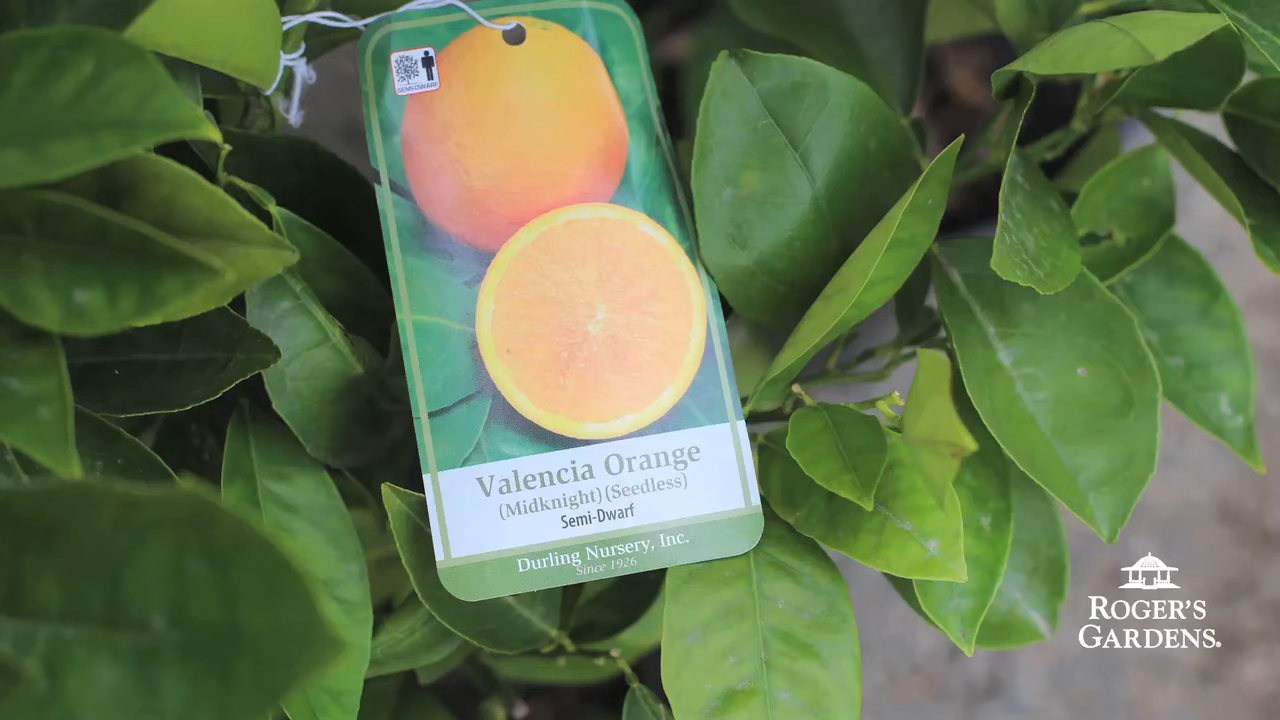 SEMI-DWARF
Valencia Orange
(Midknight) (Seedless)
Semi-Dwarf
Durling Nursery, Inc.
Since 1926
ROGER'S
GARDENS.